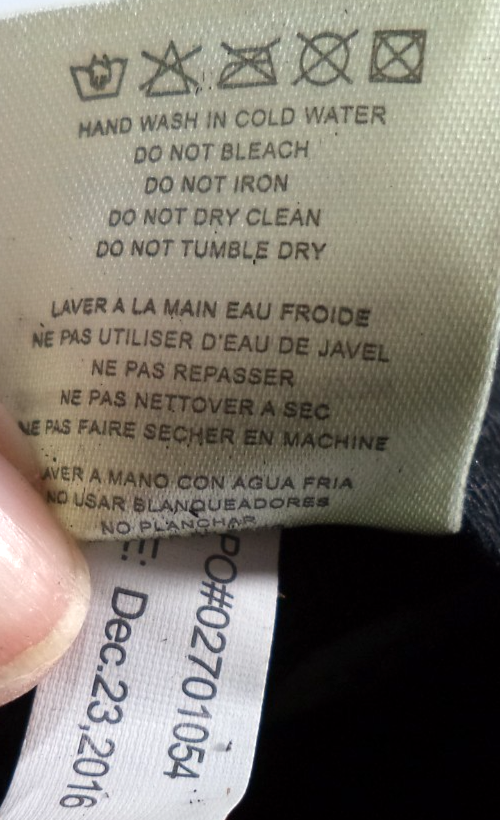 HAND WASH IN COLD WATER
DO NOT BLEACH
DO NOT IRON
DO NOT DRY CLEAN
DO NOT TUMBLE DRY
LAVER A LA MAIN EAU FROIDE
NE PAS UTILISER D'EAU DE JAVEL
NE PAS REPASSER
NE PAS NETTOVER A SEC
NE PAS FAIRE SECHER EN MACHINE
AVER A MANO CON AGUA FRIA
NO USAR BLANQUEADORES
NO PLANCHAR
PO#02701054
Dec.23,2016